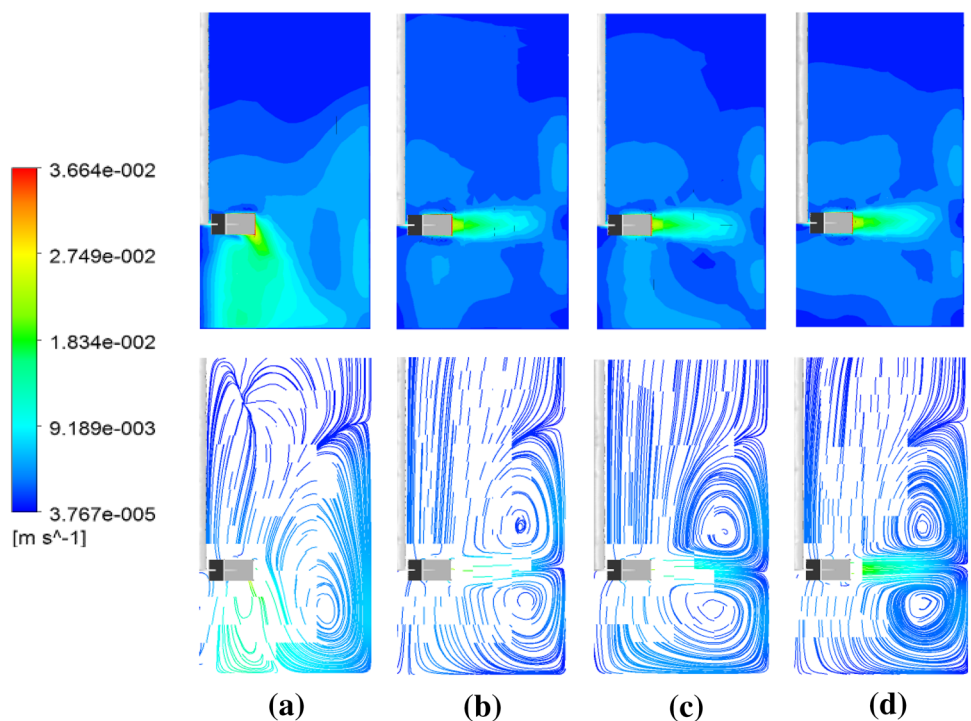 3.664e-002
2.749e-002
1.834e-002
9.189e-003
3.767e-005
[m s^-1]
(a) (b) (c) (d)